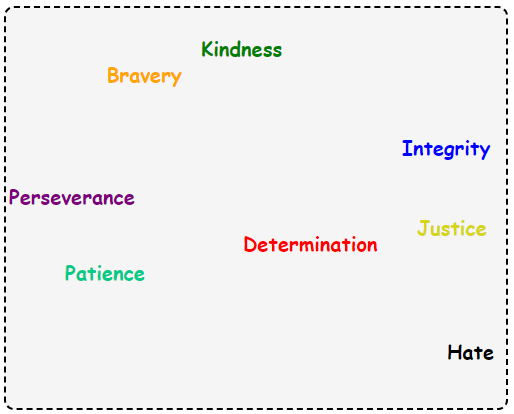 Kindness
Bravery
Integrity
Perseverance
Justice
Determination
Patience
Hate